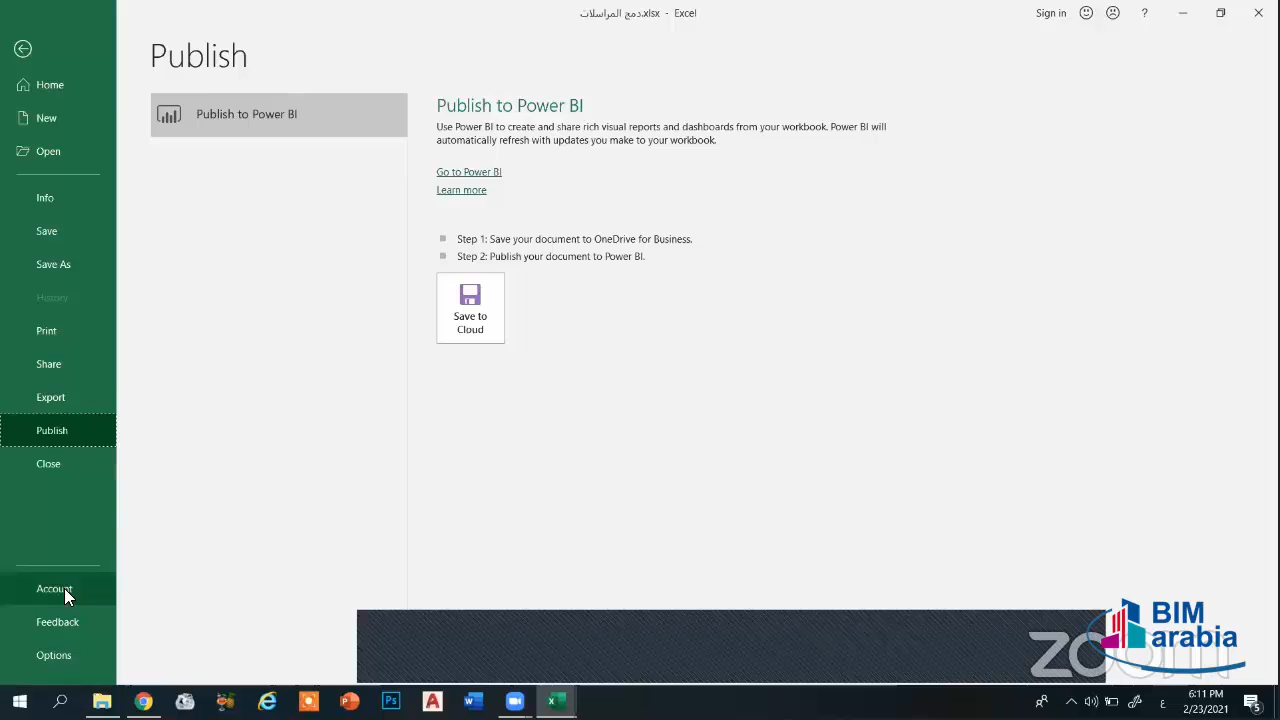 دمج المراسلات.xlsx - Excel
Sign in
?
Publish
Home
New
Open
Info
Save
Save As
History
Print
Share
Export
Publish
Close
Account
Feedback
Options
Publish to Power BI
Publish to Power BI
Use Power BI to create and share rich visual reports and dashboards from your workbook. Power BI will
automatically refresh with updates you make to your workbook.
Go to Power BI
Learn more
Step 1: Save your document to OneDrive for Business.
Step 2: Publish your document to Power BI.
Save to
Cloud
zoom
BIM
arabia
ع
6:11 PM
2/23/2021
5